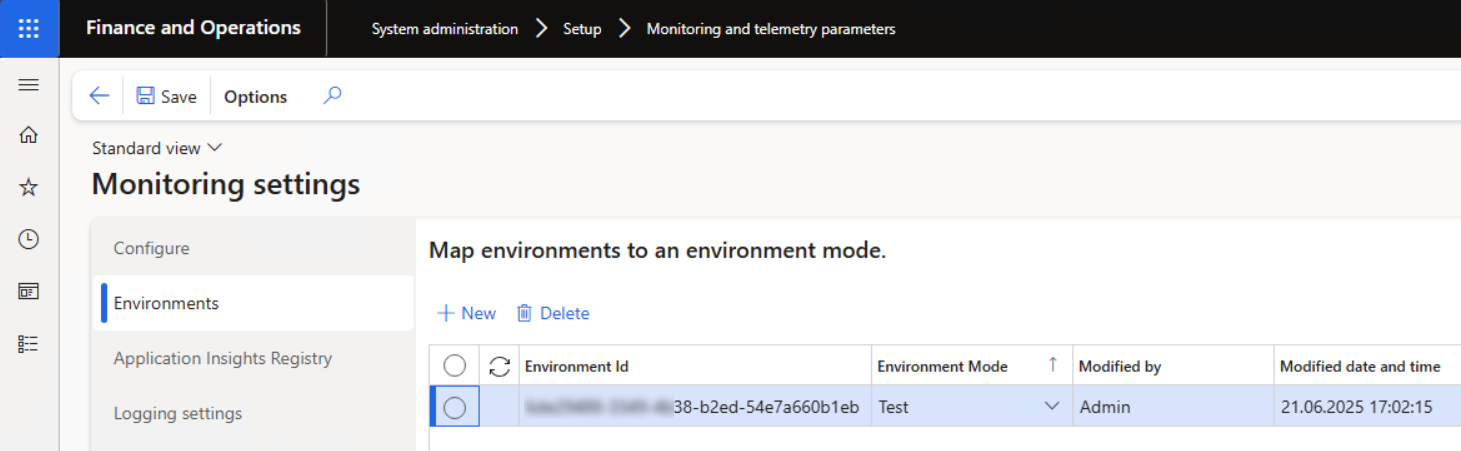 Finance and Operations System administration Setup Monitoring and telemetry parameters
Save Options
Standard view
Monitoring settings
Configure
Environments
Application Insights Registry
Logging settings
Map environments to an environment mode.
New Delete
Environment Id Environment Mode Modified by Modified date and time
38-b2ed-54e7a660b1eb Test Admin 21.06.2025 17:02:15